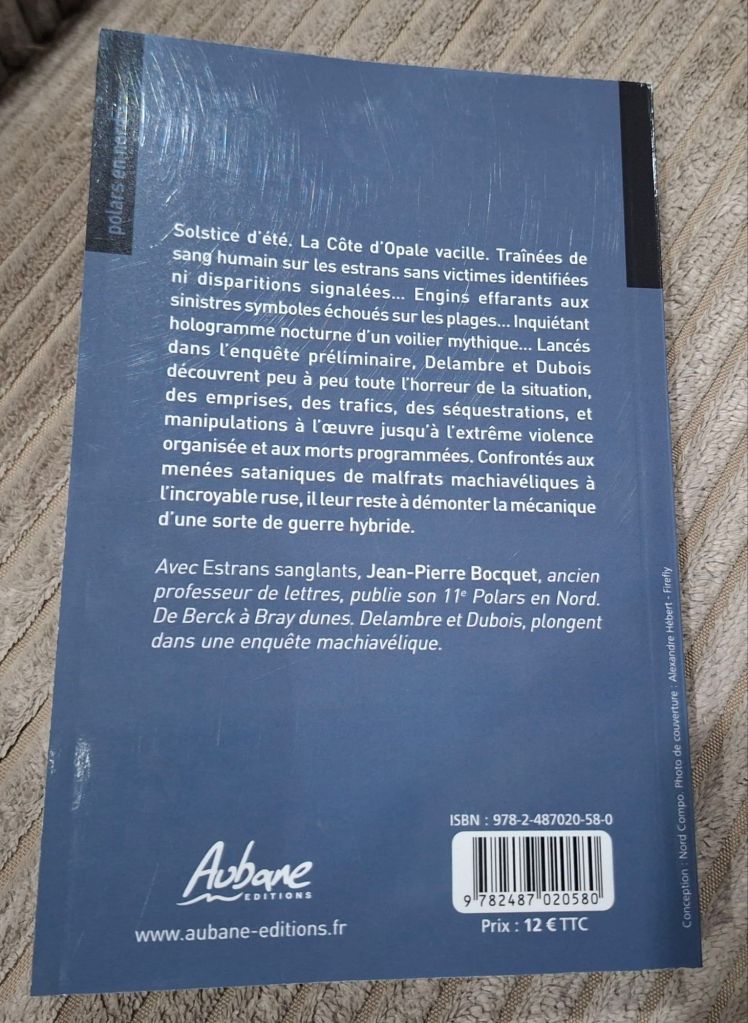 polars en nord
Solstice d'été. La Côte d'Opale vacille. Traînées de
sang humain sur les estrans sans victimes identifiées
ni disparitions signalées... Engins effarants aux
sinistres symboles échoués sur les plages... Inquiétant
hologramme nocturne d'un voilier mythique... Lancés
dans l'enquête préliminaire, Delambre et Dubois
découvrent peu à peu toute l'horreur de la situation,
des emprises, des trafics, des séquestrations, et
manipulations à l'œuvre jusqu'à l'extrême violence
organisée et aux morts programmées. Confrontés aux
menées sataniques de malfrats machiavéliques à
l'incroyable ruse, il leur reste à démonter la mécanique
d'une sorte de guerre hybride.
Avec Estrans sanglants, Jean-Pierre Bocquet, ancien
professeur de lettres, publie son 11e Polars en Nord.
De Berck à Bray dunes. Delambre et Dubois, plongent
dans une enquête machiavélique.
Conception : Nord Compo. Photo de couverture : Alexandre Hébert - Firefly
Aubane
EDITIONS
www.aubane-editions.fr
ISBN : 978-2-487020-58-0
9 782487 020580
Prix : 12 € TTC